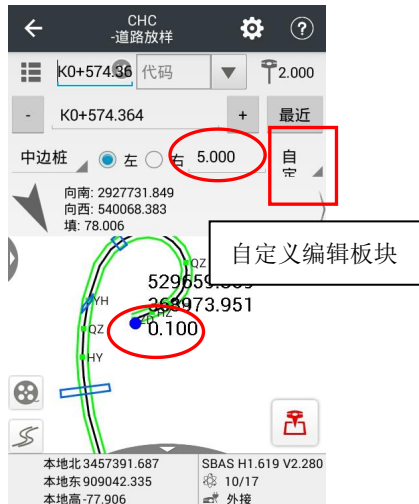 CHC
-道路放样
K0+574.36 代码 2.000
- K0+574.364 + 最近
中边桩 左 右 5.000 自定
向南: 2927731.849
向西: 540068.383
填: 78.006
自定义编辑板块
QZ
YH
QZ
HY
0.100
本地北 3457391.687 SBAS H1.619 V2.280
本地东 909042.335 10/17
本地高 -77.906 外接